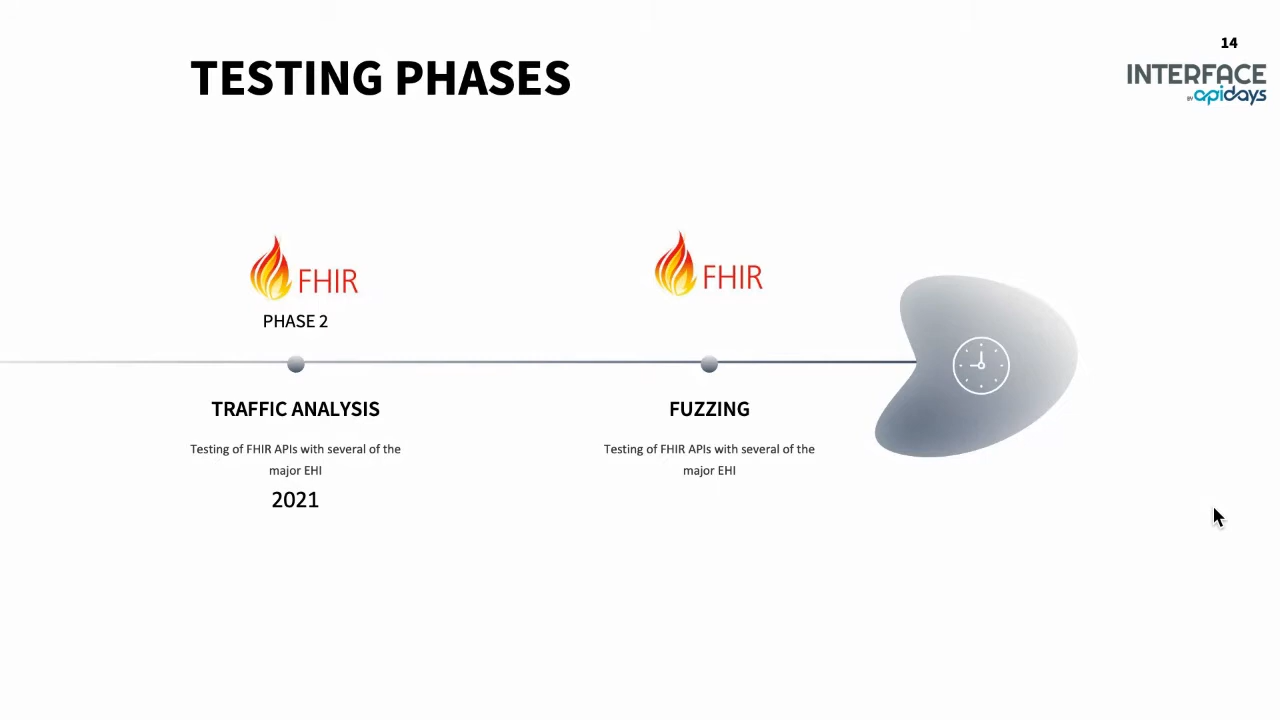 14
TESTING PHASES
INTERFACE
BY apidays
FHIR
FHIR
PHASE 2
TRAFFIC ANALYSIS
Testing of FHIR APIs with several of the
major EHI
2021
FUZZING
Testing of FHIR APIs with several of the
major EHI